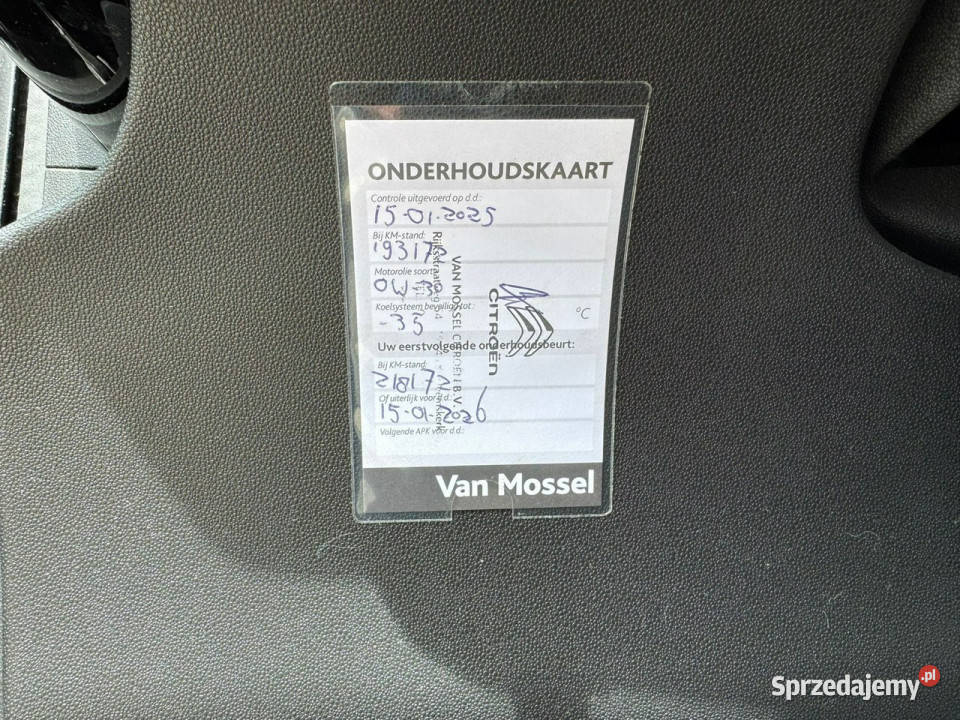 ONDERHOUDSKAART
Controle uitgevoerd op d.d.:
15-01-2025
Bij KM-stand:
193172
Motorolie soort:
0W-30
Koelsysteem beveiligd tot:
-35 °C
Uw eerstvolgende onderhoudsbeurt:
Bij KM-stand:
218172
Of uiterlijk voor d.d.:
15-01-2026
Volgende APK vóór d.d.:
Van Mossel
CITROËN
VAN MOSSEL CITROËN B.V.
Sprzedajemy.pl